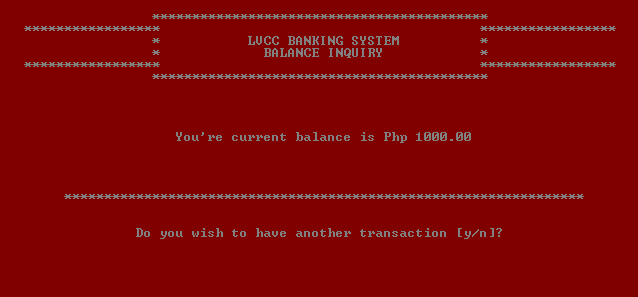 ******************************************
***************** *****************
* LVCC BANKING SYSTEM *
* BALANCE INQUIRY *
***************** *****************
******************************************
You're current balance is Php 1000.00
*****************************************************************
Do you wish to have another transaction [y/n]?